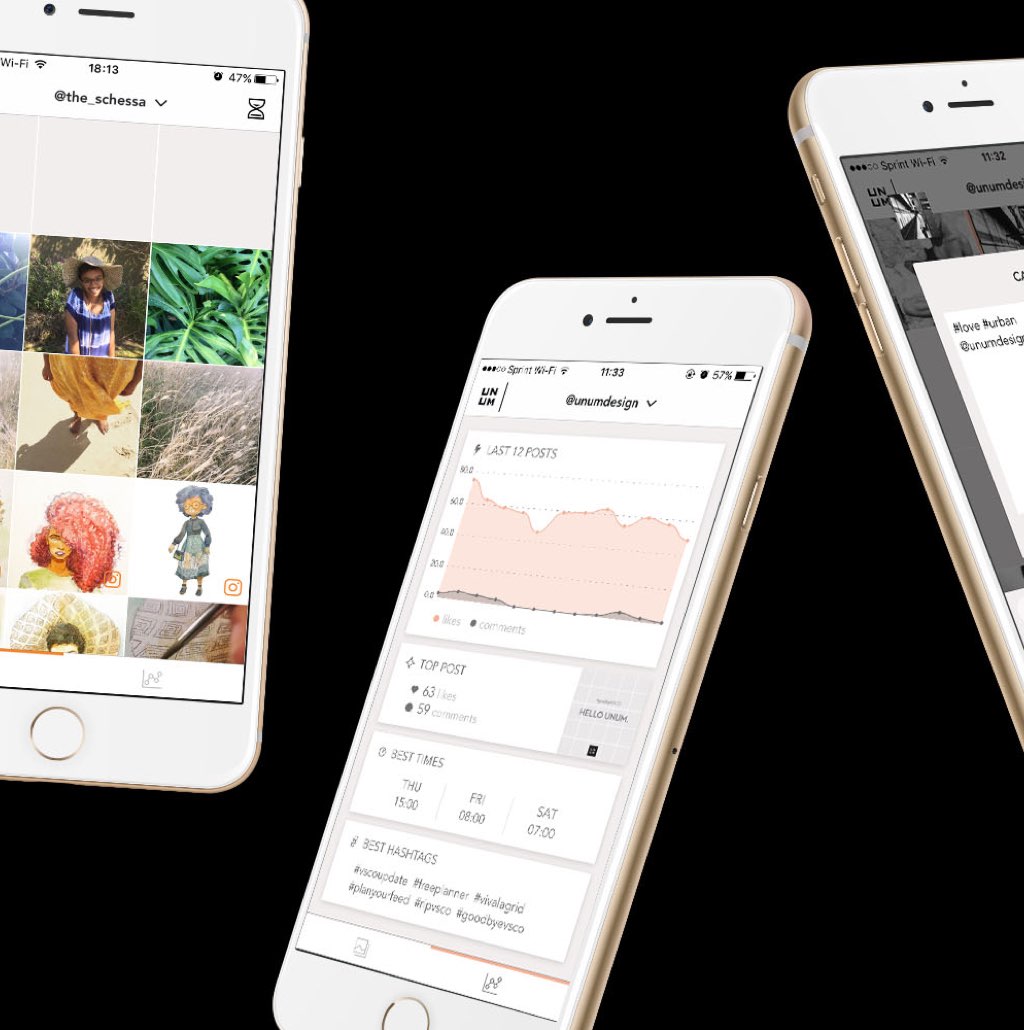 Wi-Fi 18:13 47%
@the_schessa
Sprint Wi-Fi 11:33 57%
UN
UM
@unumdesign
LAST 12 POSTS
80.0
60.0
40.0
20.0
0.0
likes comments
TOP POST
63 likes
59 comments
HELLO UNUM.
BEST TIMES
THU
15:00
FRI
08:00
SAT
07:00
BEST HASHTAGS
#vscoupdate #freeplanner #vivalagrid
#planyourfeed #ripvsco #goodbyevsco
Sprint Wi-Fi 11:32
UN
UM
@unumdesi
CA
#love #urban
@unumdesign